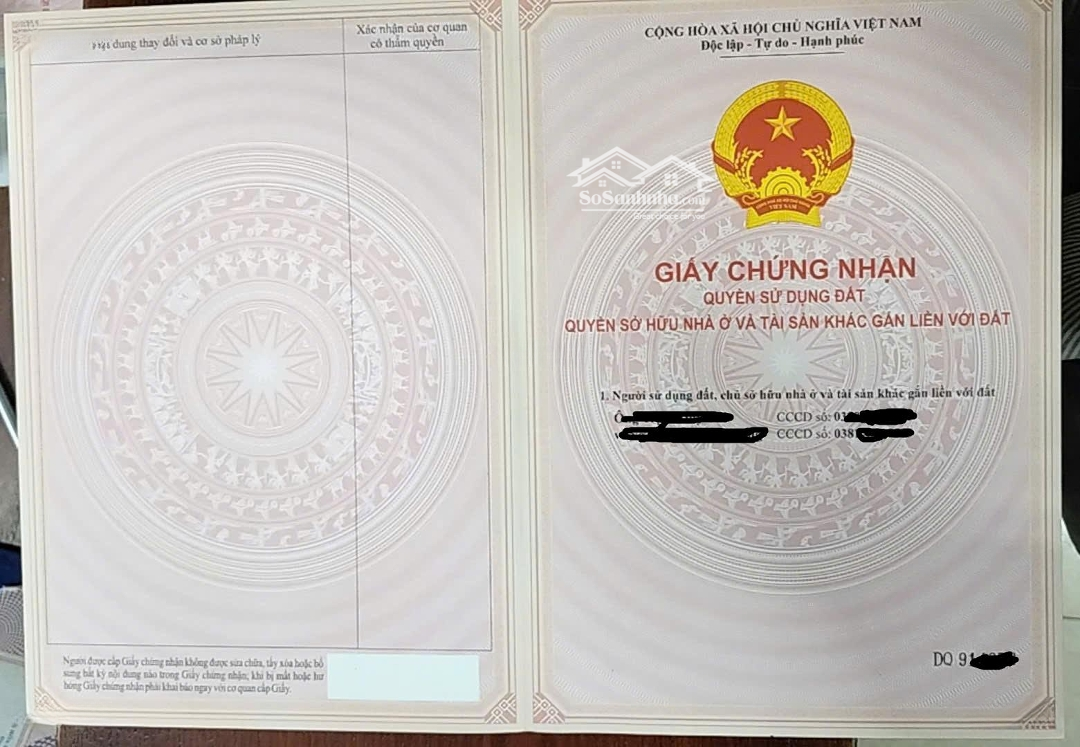 dung thay đổi và cơ sở pháp lý
Xác nhận của cơ quan
có thẩm quyền
Người được cấp Giấy chứng nhận không được sửa chữa, tẩy xóa hoặc bổ
sung bất kỳ nội dung nào trong Giấy chứng nhận; khi bị mất hoặc hư
hỏng Giấy chứng nhận phải khai báo ngay với cơ quan cấp Giấy.
CỘNG HÒA XÃ HỘI CHỦ NGHĨA VIỆT NAM
Độc lập - Tự do - Hạnh phúc
SoSanhnha.com
VIỆT NAM
GIẤY CHỨNG NHẬN
QUYỀN SỬ DỤNG ĐẤT
QUYỀN SỞ HỮU NHÀ Ở VÀ TÀI SẢN KHÁC GẮN LIỀN VỚI ĐẤT
1. Người sử dụng đất, chủ sở hữu nhà ở và tài sản khác gắn liền với đất
CCCD số: 03
CCCD số: 038
DQ 91